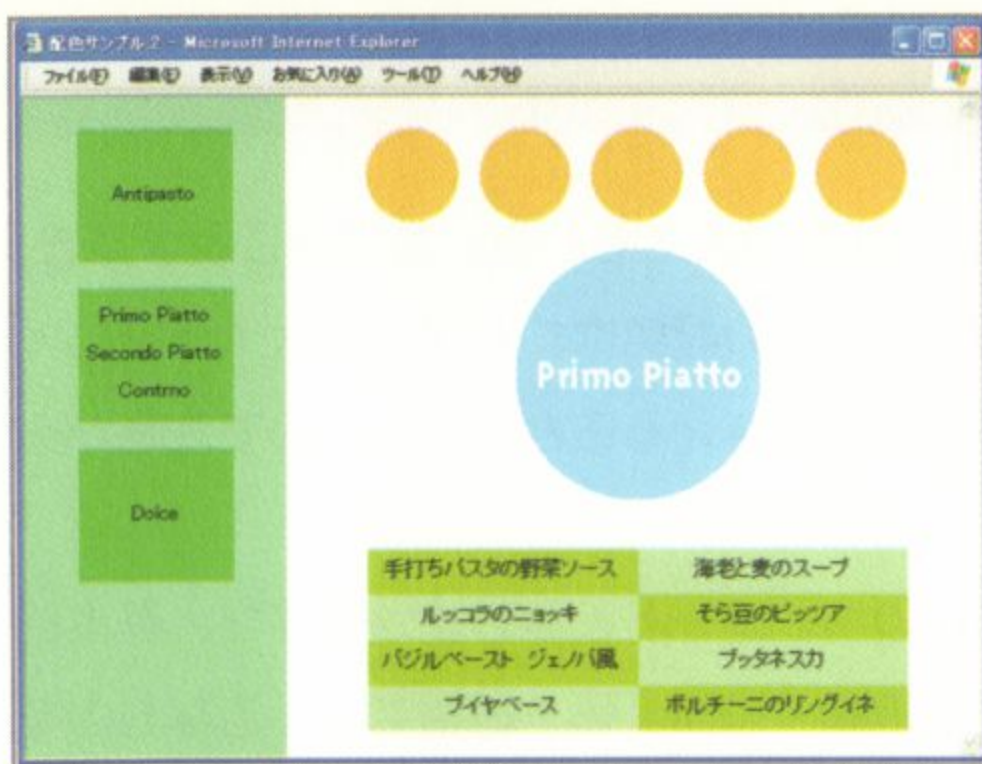 配色サンプル 2 - Microsoft Internet Explorer
ファイル(F) 編集(E) 表示(V) お気に入り(A) ツール(T) ヘルプ(H)
Antipasto
Primo Piatto
Secondo Piatto
Contrno
Dolce
Primo Piatto
手打ちパスタの野菜ソース 海老と麦のスープ
ルッコラのニョッキ そら豆のピッツア
バジルペースト ジェノバ風 プッタネスカ
ブイヤベース ポルチーニのリングイネ